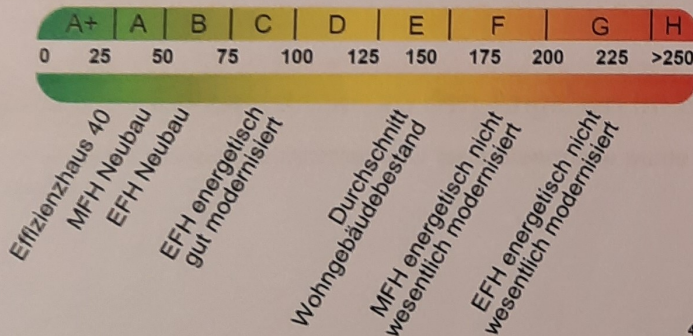 A+ A B C D E F G H
0 25 50 75 100 125 150 175 200 225 >250
Effizienzhaus 40
MFH Neubau
EFH Neubau
EFH energetisch
gut modernisiert
Durchschnitt
Wohngebäudebestand
MFH energetisch nicht
wesentlich modernisiert
EFH energetisch nicht
wesentlich modernisiert